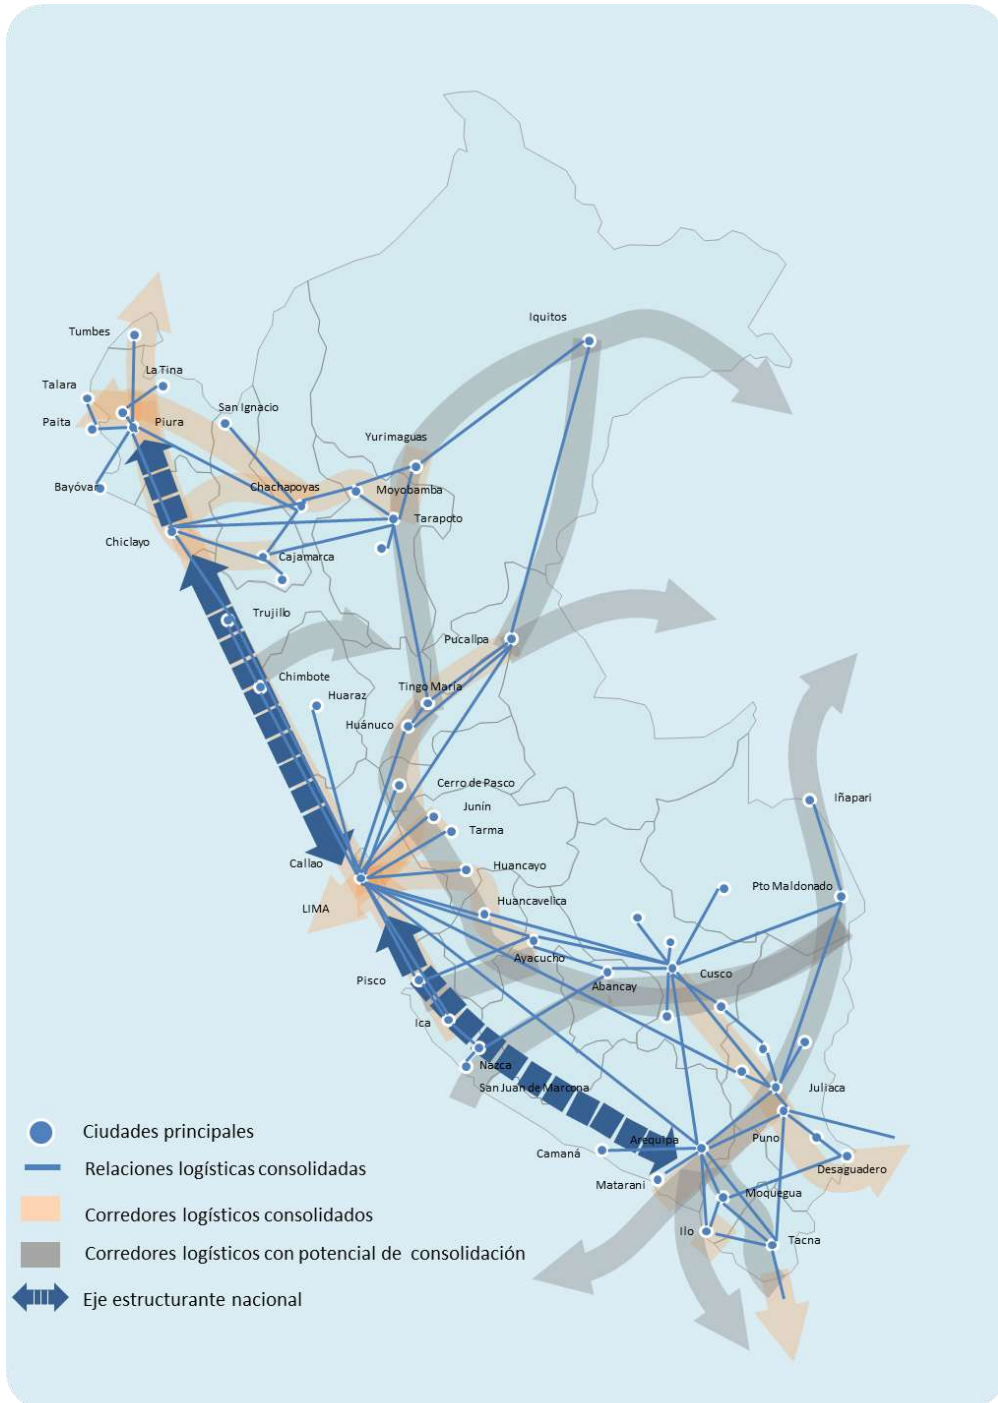 Iquitos
Tumbes
La Tina
Talara
San Ignacio
Paita
Piura
Yurimaguas
Bayóvar
Chachapoyas
Moyobamba
Tarapoto
Chiclayo
Cajamarca
Trujillo
Pucallpa
Chimbote
Tingo María
Huaraz
Huánuco
Cerro de Pasco
Iñapari
Junín
Tarma
Callao
Huancayo
Pto Maldonado
Huancavelica
LIMA
Ayacucho
Cusco
Pisco
Abancay
Ica
Nazca
San Juan de Marcona
Juliaca
Ciudades principales
Arequipa
Puno
Camaná
Relaciones logísticas consolidadas
Desaguadero
Matarani
Moquegua
Corredores logísticos consolidados
Ilo
Tacna
Corredores logísticos con potencial de consolidación
Eje estructurante nacional